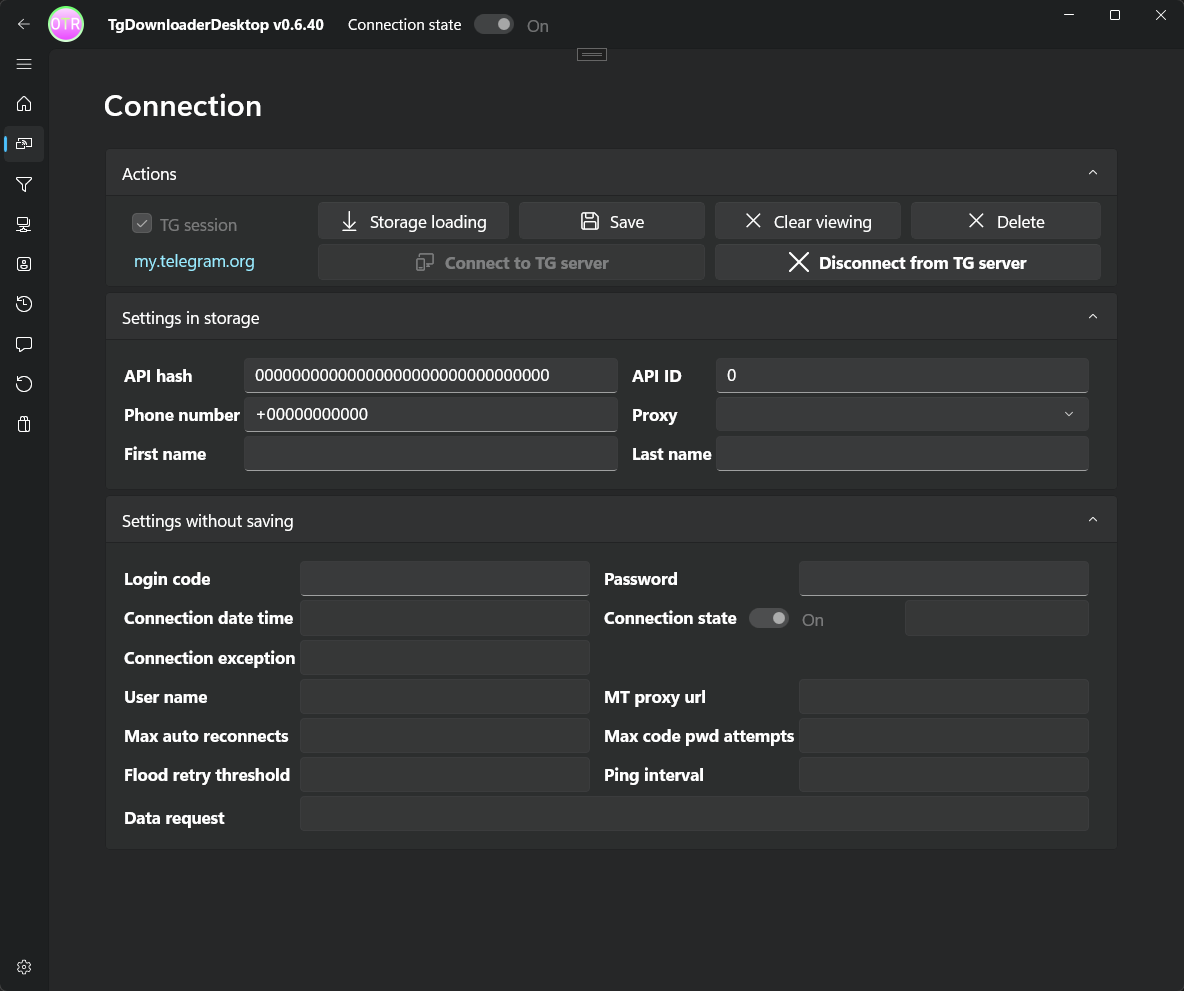 OTR TgDownloaderDesktop v0.6.40 Connection state On
Connection
Actions
TG session Storage loading Save Clear viewing Delete
my.telegram.org Connect to TG server Disconnect from TG server
Settings in storage
API hash 00000000000000000000000000000000 API ID 0
Phone number +00000000000 Proxy
First name Last name
Settings without saving
Login code Password
Connection date time Connection state On
Connection exception
User name MT proxy url
Max auto reconnects Max code pwd attempts
Flood retry threshold Ping interval
Data request